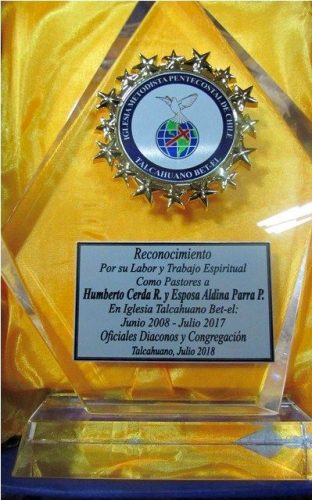 IGLESIA METODISTA PENTECOSTAL DE CHILE
TALCAHUANO BET-EL
Reconocimiento
Por su Labor y Trabajo Espiritual
Como Pastores a
Humberto Cerda R. y Esposa Aldina Parra P.
En Iglesia Talcahuano Bet-el:
Junio 2008 - Julio 2017
Oficiales Diaconos y Congregación
Talcahuano, Julio 2018